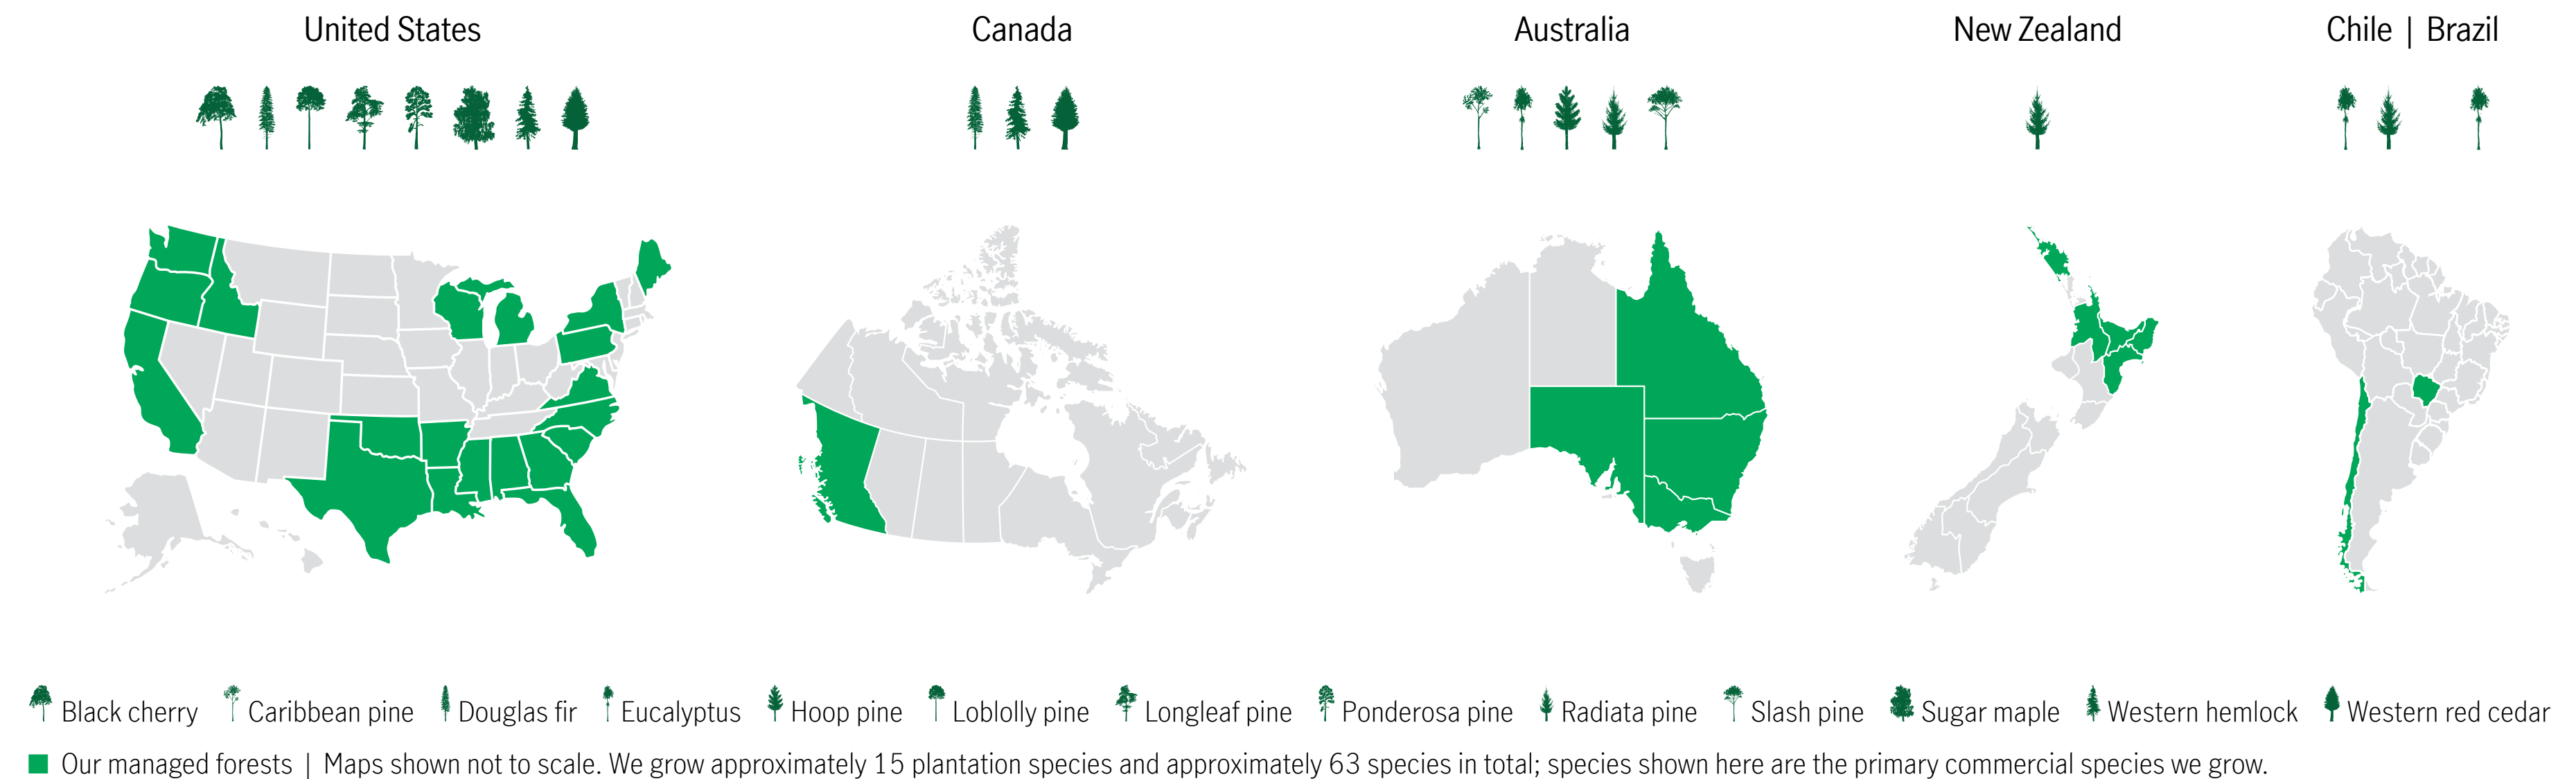 United States
Canada
Australia
New Zealand
Chile | Brazil
Black cherry
Caribbean pine
Douglas fir
Eucalyptus
Hoop pine
Loblolly pine
Longleaf pine
Ponderosa pine
Radiata pine
Slash pine
Sugar maple
Western hemlock
Western red cedar
Our managed forests | Maps shown not to scale. We grow approximately 15 plantation species and approximately 63 species in total; species shown here are the primary commercial species we grow.